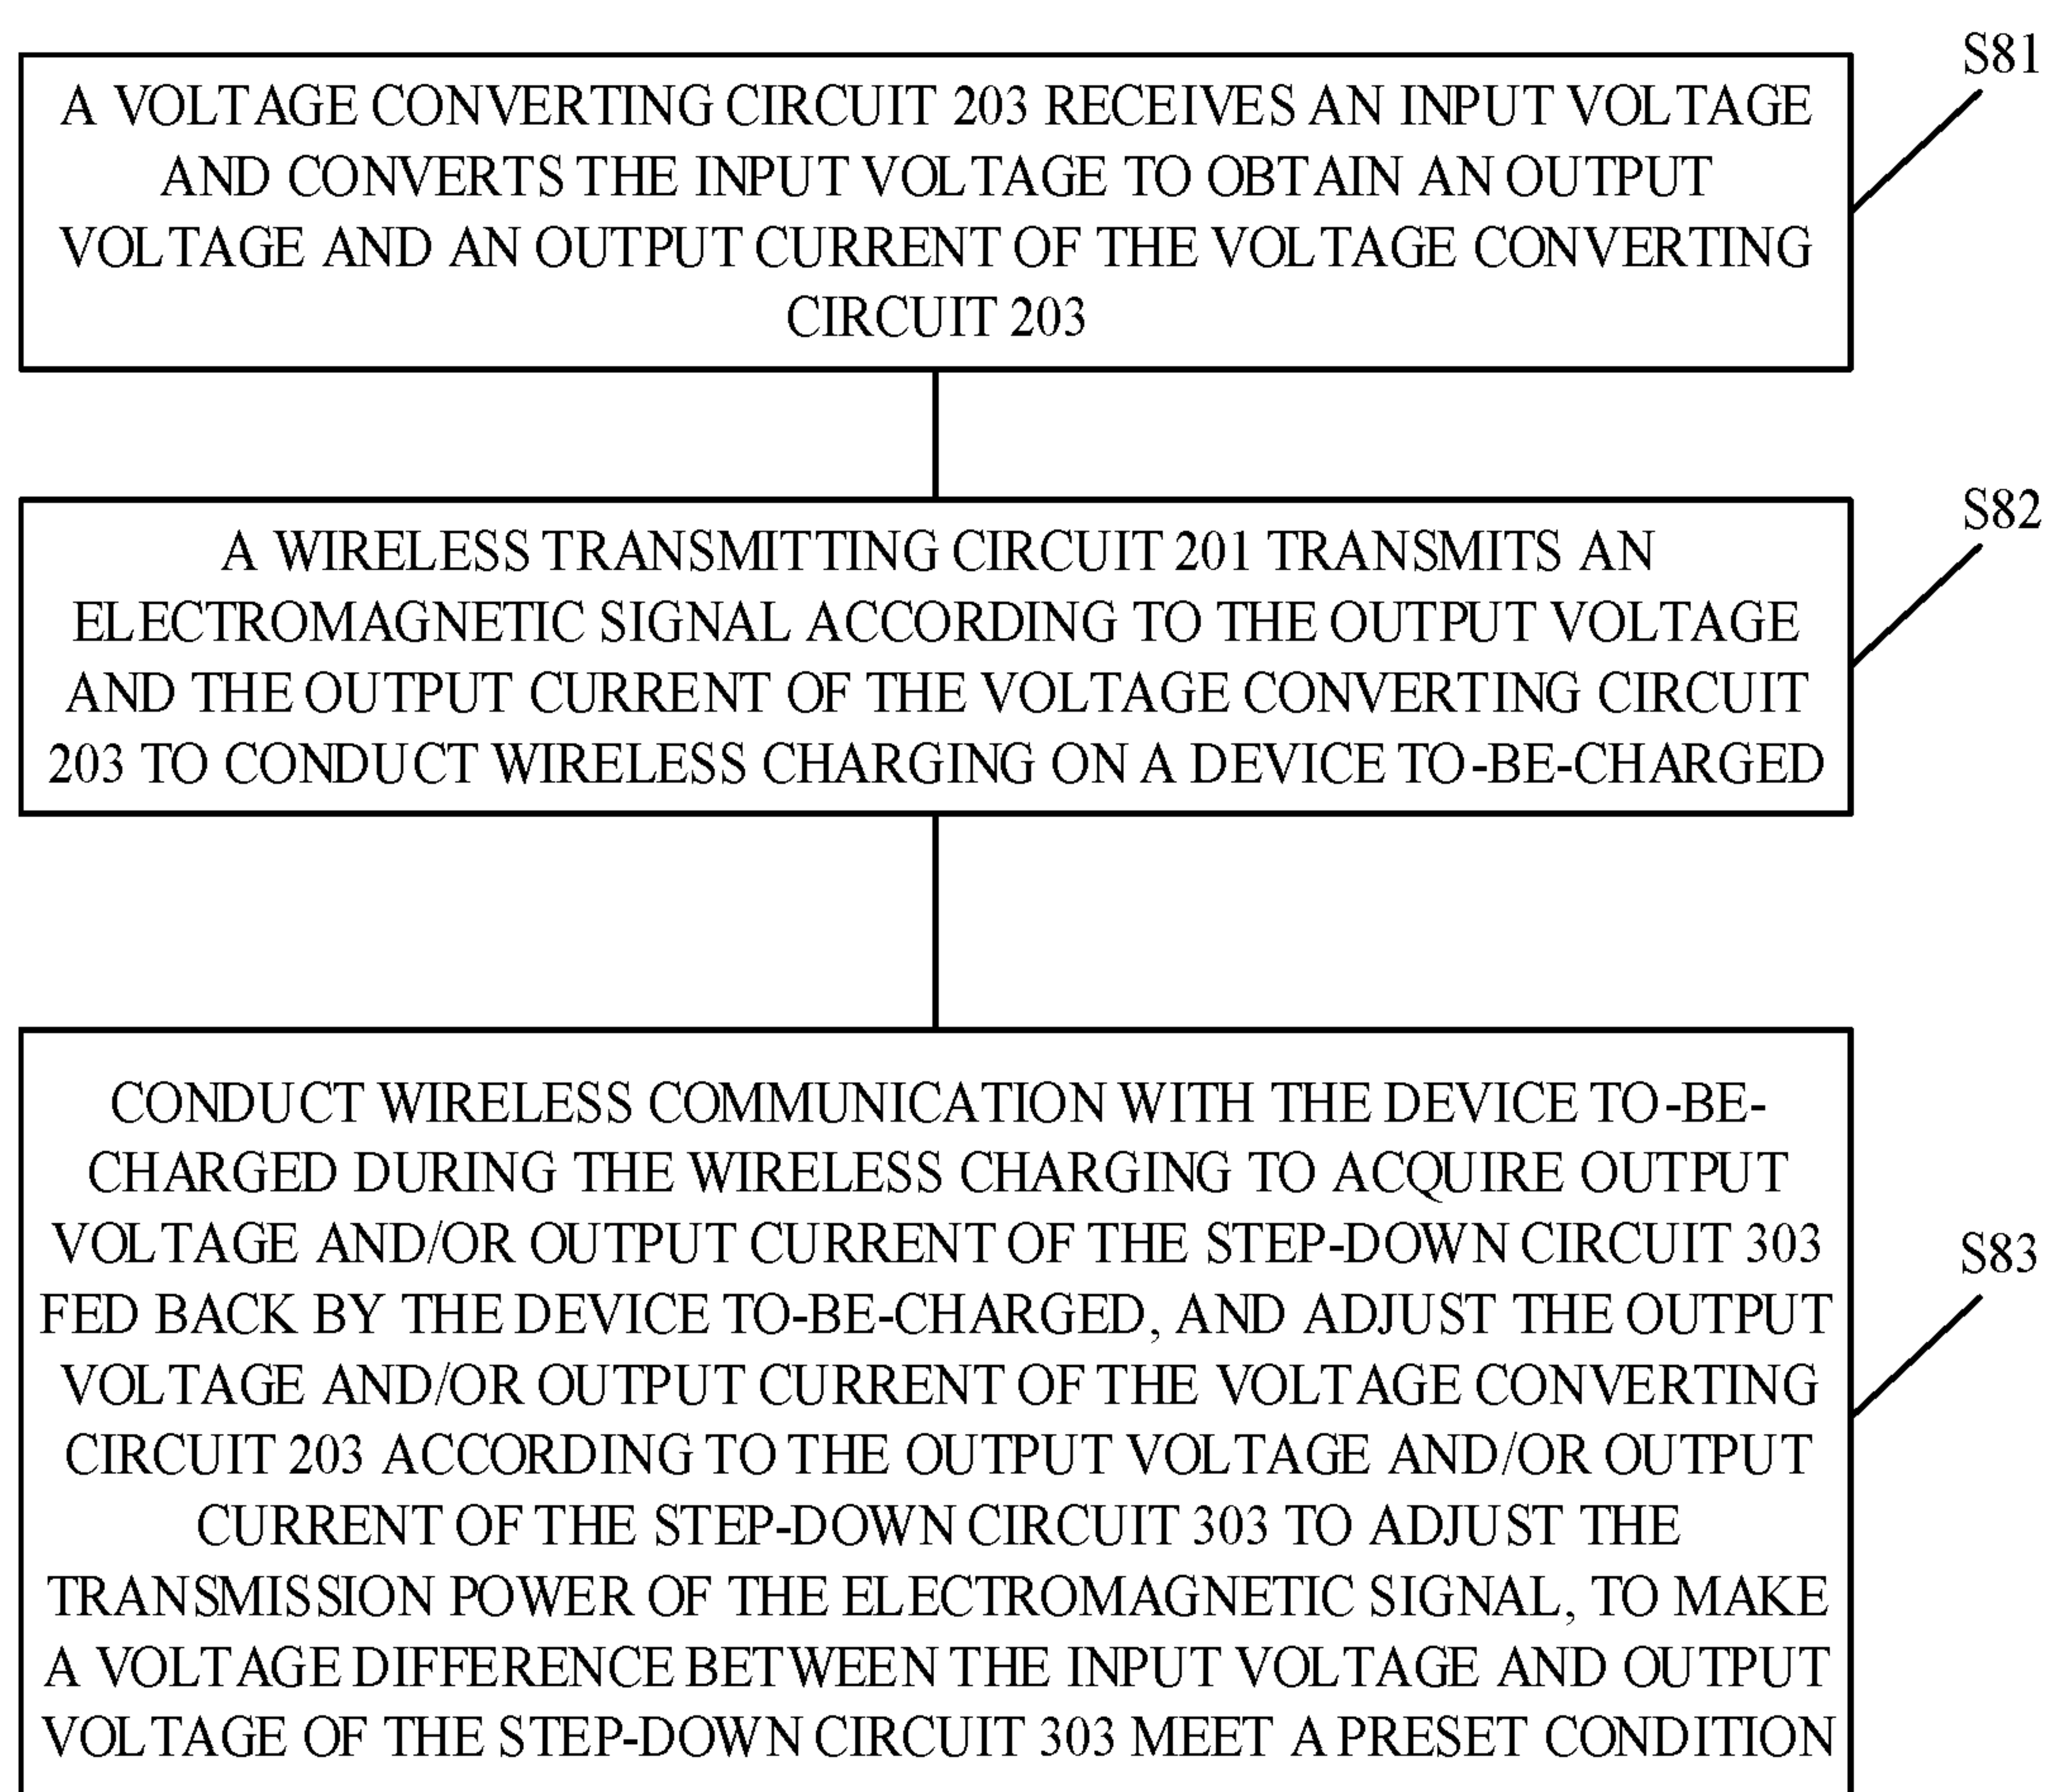 S81
A VOLTAGE CONVERTING CIRCUIT 203 RECEIVES AN INPUT VOLTAGE
AND CONVERTS THE INPUT VOLTAGE TO OBTAIN AN OUTPUT
VOLTAGE AND AN OUTPUT CURRENT OF THE VOLTAGE CONVERTING
CIRCUIT 203
S82
A WIRELESS TRANSMITTING CIRCUIT 201 TRANSMITS AN
ELECTROMAGNETIC SIGNAL ACCORDING TO THE OUTPUT VOLTAGE
AND THE OUTPUT CURRENT OF THE VOLTAGE CONVERTING CIRCUIT
203 TO CONDUCT WIRELESS CHARGING ON A DEVICE TO-BE-CHARGED
S83
CONDUCT WIRELESS COMMUNICATION WITH THE DEVICE TO-BE-
CHARGED DURING THE WIRELESS CHARGING TO ACQUIRE OUTPUT
VOLTAGE AND/OR OUTPUT CURRENT OF THE STEP-DOWN CIRCUIT 303
FED BACK BY THE DEVICE TO-BE-CHARGED, AND ADJUST THE OUTPUT
VOLTAGE AND/OR OUTPUT CURRENT OF THE VOLTAGE CONVERTING
CIRCUIT 203 ACCORDING TO THE OUTPUT VOLTAGE AND/OR OUTPUT
CURRENT OF THE STEP-DOWN CIRCUIT 303 TO ADJUST THE
TRANSMISSION POWER OF THE ELECTROMAGNETIC SIGNAL, TO MAKE
A VOLTAGE DIFFERENCE BETWEEN THE INPUT VOLTAGE AND OUTPUT
VOLTAGE OF THE STEP-DOWN CIRCUIT 303 MEET A PRESET CONDITION